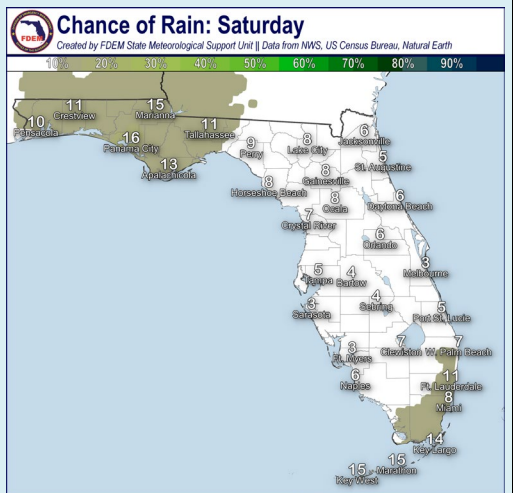 FDEM
Chance of Rain: Saturday
Created by FDEM State Meteorological Support Unit || Data from NWS, US Census Bureau, Natural Earth
10% 20% 30% 40% 50% 60% 70% 80% 90%
10
Pensacola
11
Crestview
15
Marianna
16
Panama City
13
Apalachicola
11
Tallahassee
9
Perry
8
Lake City
6
Jacksonville
5
St. Augustine
8
Gainesville
8
Horseshoe Beach
8
Ocala
6
Daytona Beach
7
Crystal River
6
Orlando
3
Melbourne
5
Tampa
4
Bartow
4
Sebring
3
Sarasota
5
Port St. Lucie
3
Ft. Myers
7
Clewiston
7
W. Palm Beach
6
Naples
11
Ft. Lauderdale
8
Miami
14
Key Largo
15
Marathon
15
Key West